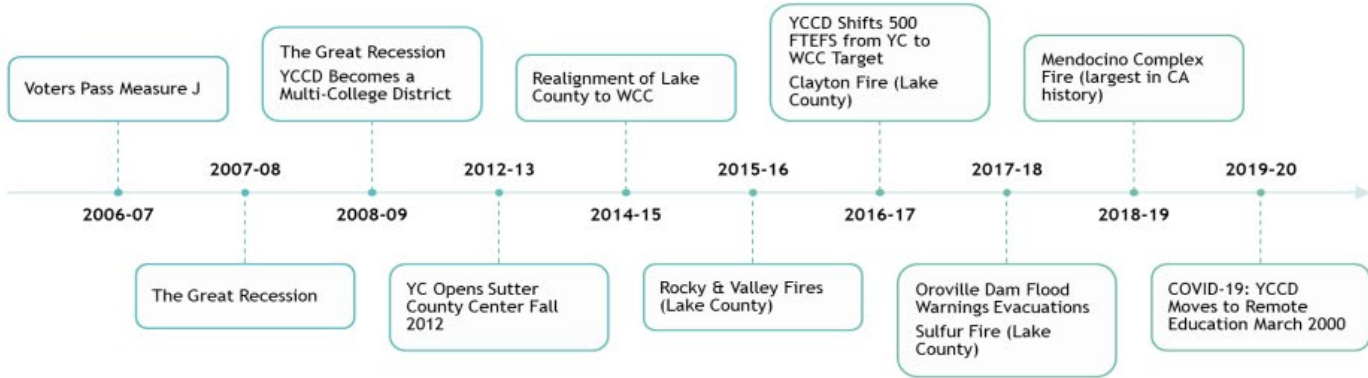 Voters Pass Measure J
2006-07
2007-08
The Great Recession
The Great Recession
YCCD Becomes a
Multi-College District
2008-09
2012-13
YC Opens Sutter
County Center Fall
2012
Realignment of Lake
County to WCC
2014-15
2015-16
Rocky & Valley Fires
(Lake County)
YCCD Shifts 500
FTEFS from YC to
WCC Target
Clayton Fire (Lake
County)
2016-17
2017-18
Oroville Dam Flood
Warnings Evacuations
Sulfur Fire (Lake
County)
Mendocino Complex
Fire (largest in CA
history)
2018-19
2019-20
COVID-19: YCCD
Moves to Remote
Education March 2000